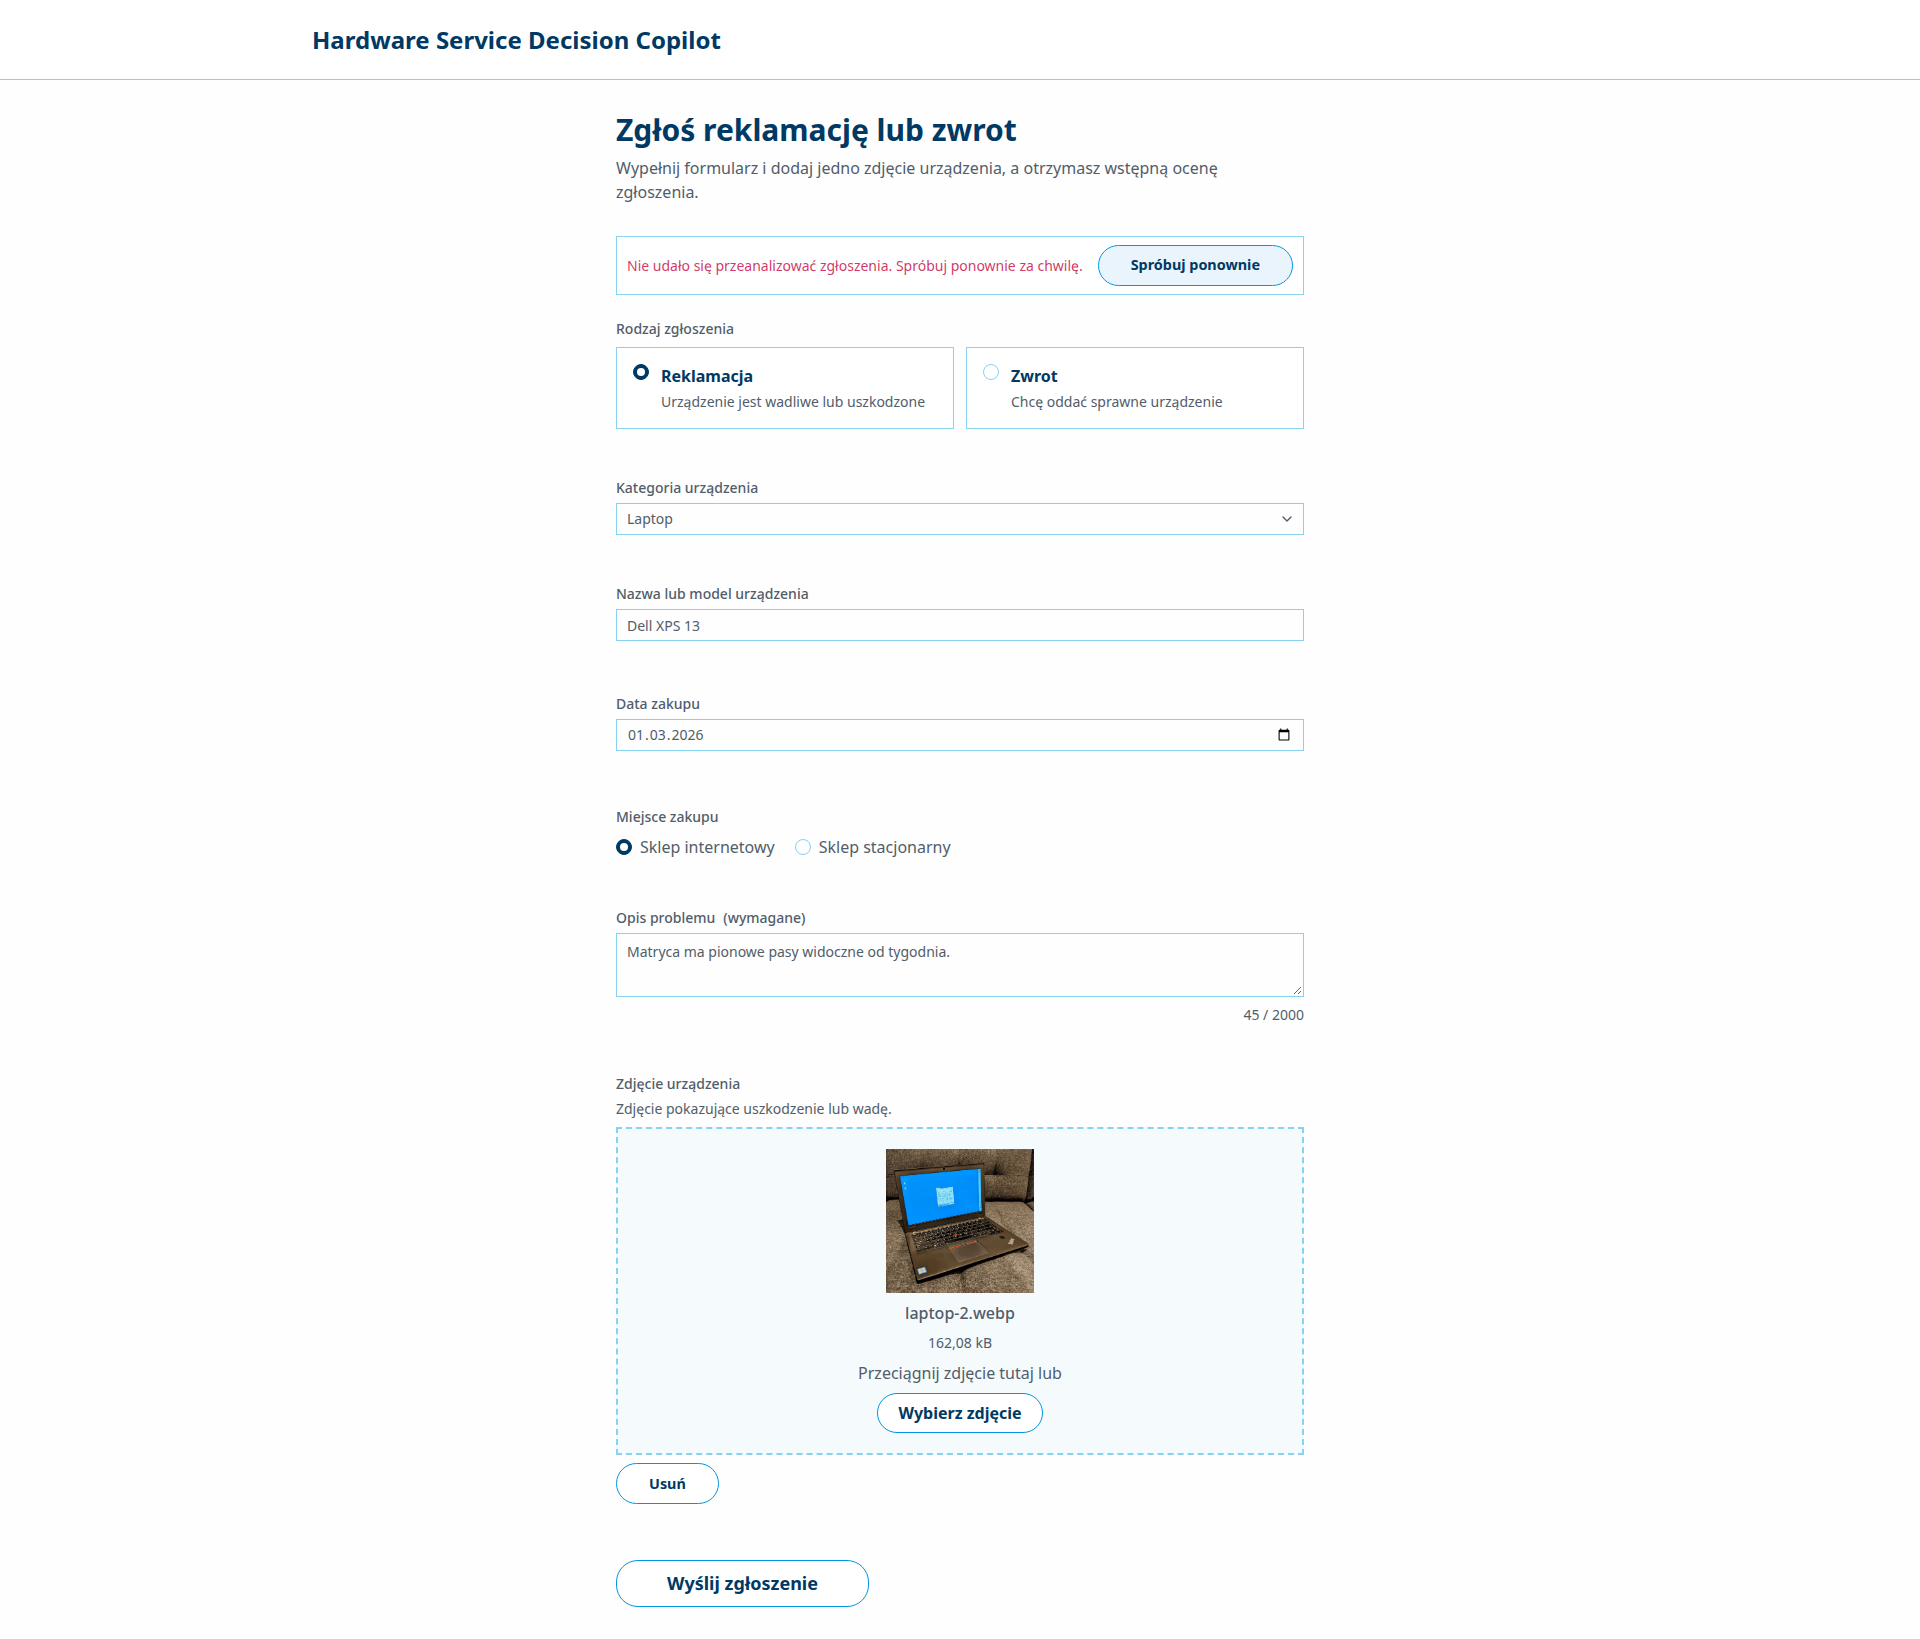 Hardware Service Decision Copilot
Zgłoś reklamację lub zwrot
Wypełnij formularz i dodaj jedno zdjęcie urządzenia, a otrzymasz wstępną ocenę
zgłoszenia.
Nie udało się przeanalizować zgłoszenia. Spróbuj ponownie za chwilę.
Spróbuj ponownie
Rodzaj zgłoszenia
Reklamacja
Urządzenie jest wadliwe lub uszkodzone
Zwrot
Chcę oddać sprawne urządzenie
Kategoria urządzenia
Laptop
Nazwa lub model urządzenia
Dell XPS 13
Data zakupu
01.03.2026
Miejsce zakupu
Sklep internetowy
Sklep stacjonarny
Opis problemu (wymagane)
Matryca ma pionowe pasy widoczne od tygodnia.
45 / 2000
Zdjęcie urządzenia
Zdjęcie pokazujące uszkodzenie lub wadę.
laptop-2.webp
162,08 kB
Przeciągnij zdjęcie tutaj lub
Wybierz zdjęcie
Usuń
Wyślij zgłoszenie